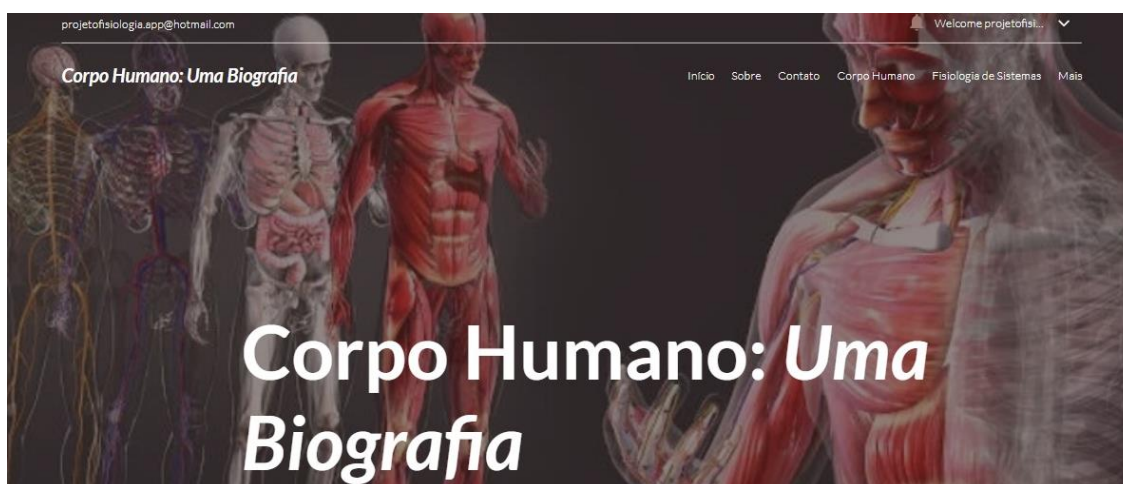 projetofisiologia.app@hotmail.com
Welcome projetofisi...
Corpo Humano: Uma Biografia
Início Sobre Contato Corpo Humano Fisiologia de Sistemas Mais
Corpo Humano: Uma
Biografia